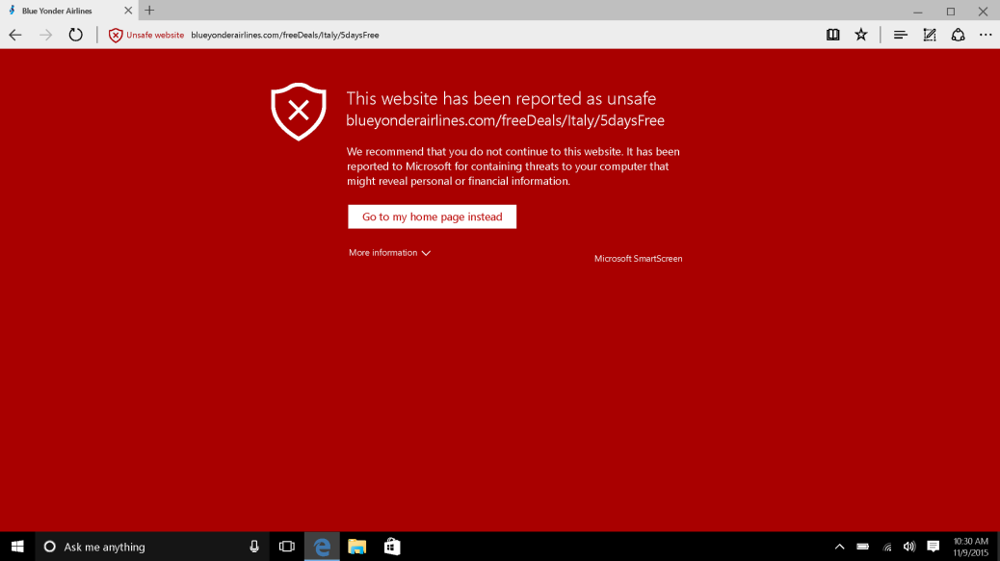 Blue Yonder Airlines
Unsafe website blueyonderairlines.com/freeDeals/Italy/5daysFree
This website has been reported as unsafe
blueyonderairlines.com/freeDeals/Italy/5daysFree
We recommend that you do not continue to this website. It has been
reported to Microsoft for containing threats to your computer that
might reveal personal or financial information.
Go to my home page instead
More information
Microsoft SmartScreen
Ask me anything
10:30 AM
11/9/2015